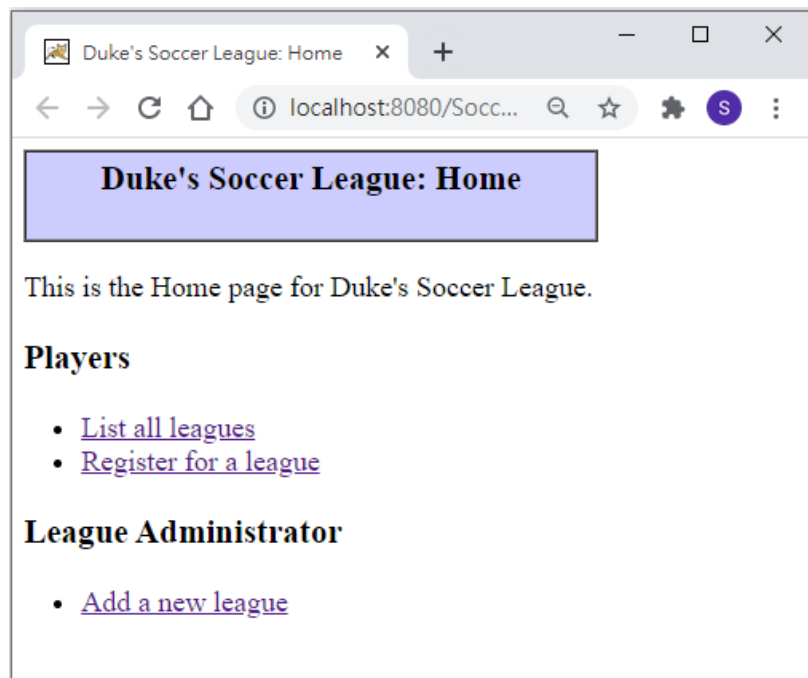 Duke's Soccer League: Home
localhost:8080/Socc...
S
Duke's Soccer League: Home
This is the Home page for Duke's Soccer League.
Players
List all leagues
Register for a league
League Administrator
Add a new league